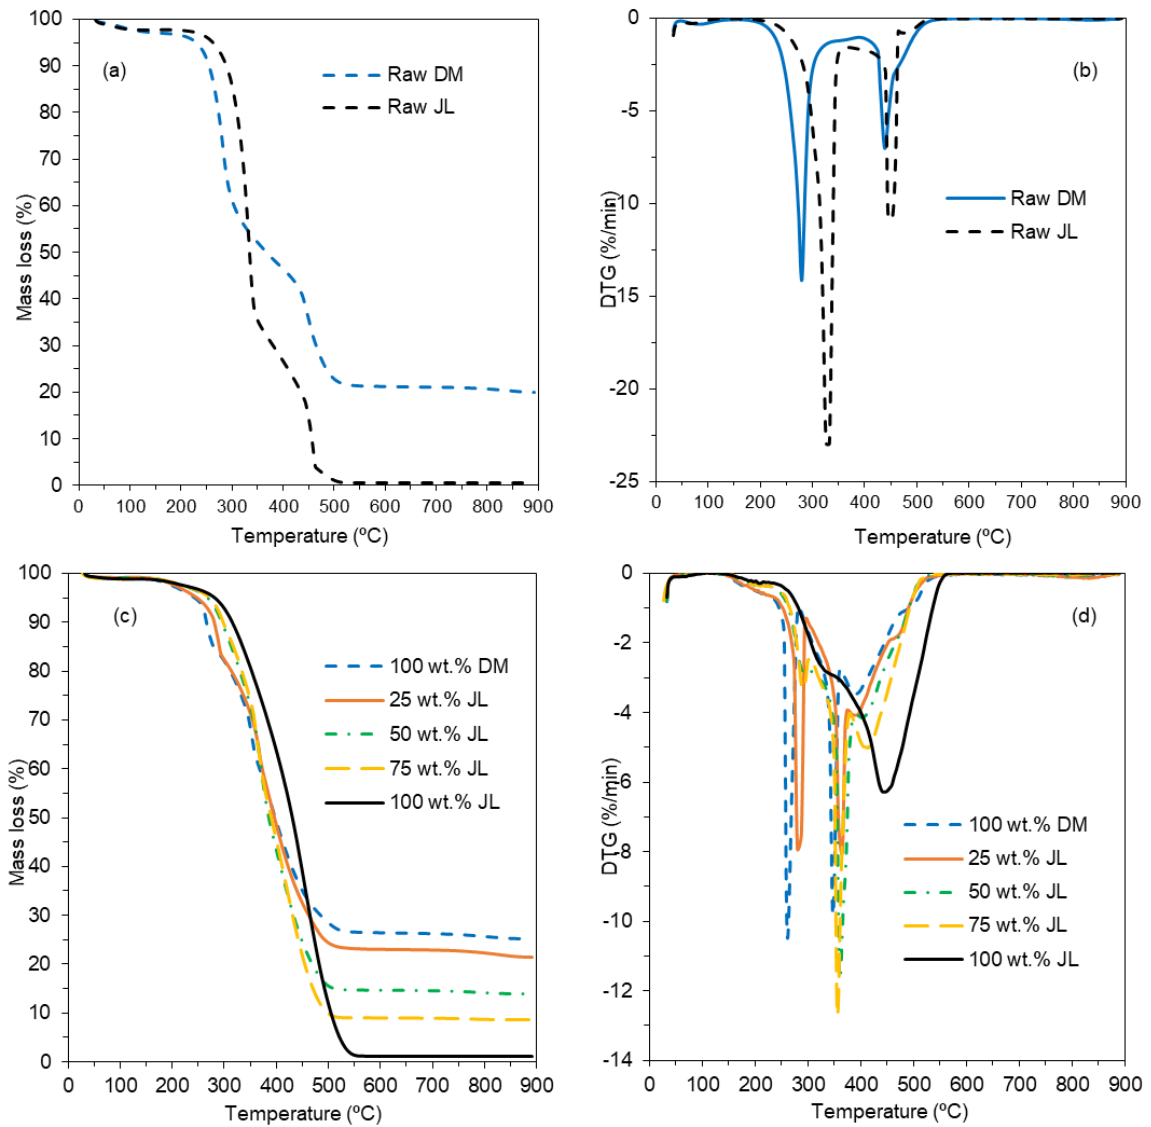 (a)
Mass loss (%)
100
90
80
70
60
50
40
30
20
10
0
Raw DM
Raw JL
0 100 200 300 400 500 600 700 800 900
Temperature (ºC)
(b)
DTG (%/min)
0
-5
-10
-15
-20
-25
Raw DM
Raw JL
0 100 200 300 400 500 600 700 800 900
Temperature (ºC)
(c)
Mass loss (%)
100
90
80
70
60
50
40
30
20
10
0
100 wt.% DM
25 wt.% JL
50 wt.% JL
75 wt.% JL
100 wt.% JL
0 100 200 300 400 500 600 700 800 900
Temperature (ºC)
(d)
DTG (%/min)
0
-2
-4
-6
-8
-10
-12
-14
100 wt.% DM
25 wt.% JL
50 wt.% JL
75 wt.% JL
100 wt.% JL
0 100 200 300 400 500 600 700 800 900
Temperature (ºC)